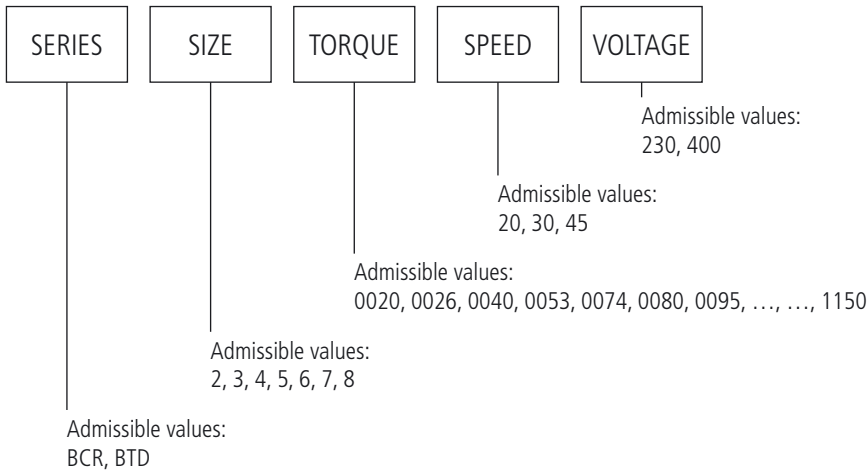 SERIES SIZE TORQUE SPEED VOLTAGE
Admissible values:
230, 400
Admissible values:
20, 30, 45
Admissible values:
0020, 0026, 0040, 0053, 0074, 0080, 0095, …, …, 1150
Admissible values:
2, 3, 4, 5, 6, 7, 8
Admissible values:
BCR, BTD